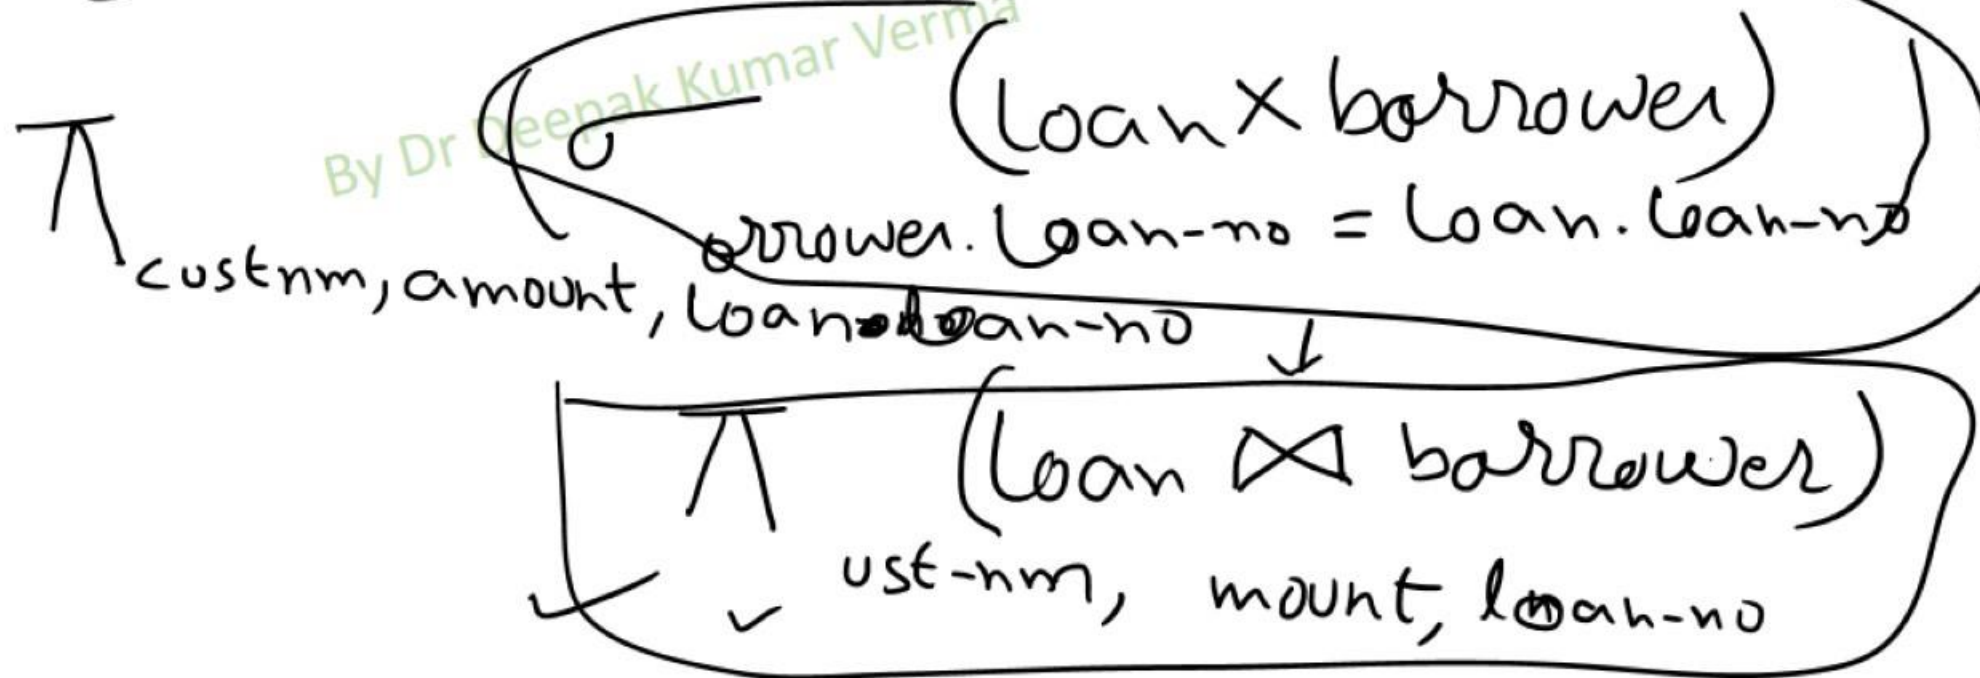 By Dr Deepak Kumar Verma
π (σ (Loan X borrower)
orrower.Loan-no = Loan.Loan-no)
custnm, amount, Loan.Loan-no
↓
π (Loan ⋈ borrower)
ust-nm, mount, loan-no